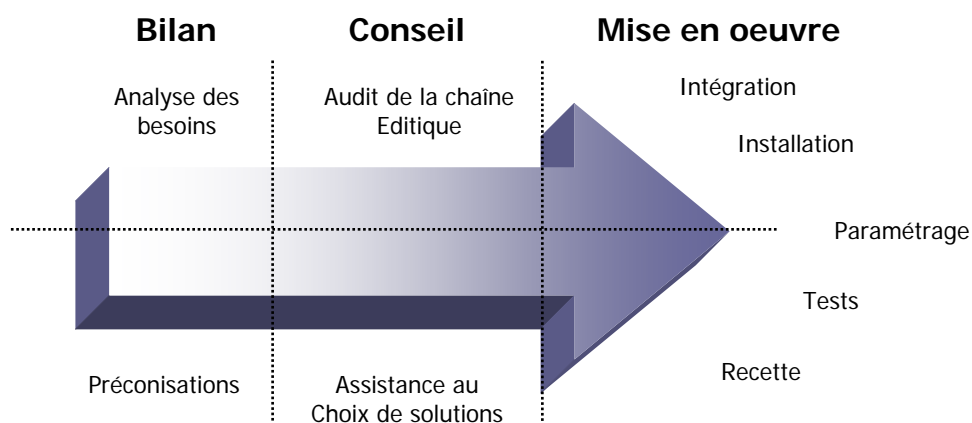 Bilan
Conseil
Mise en oeuvre
Analyse des
besoins
Audit de la chaîne
Editique
Intégration
Installation
Paramétrage
Tests
Recette
Préconisations
Assistance au
Choix de solutions